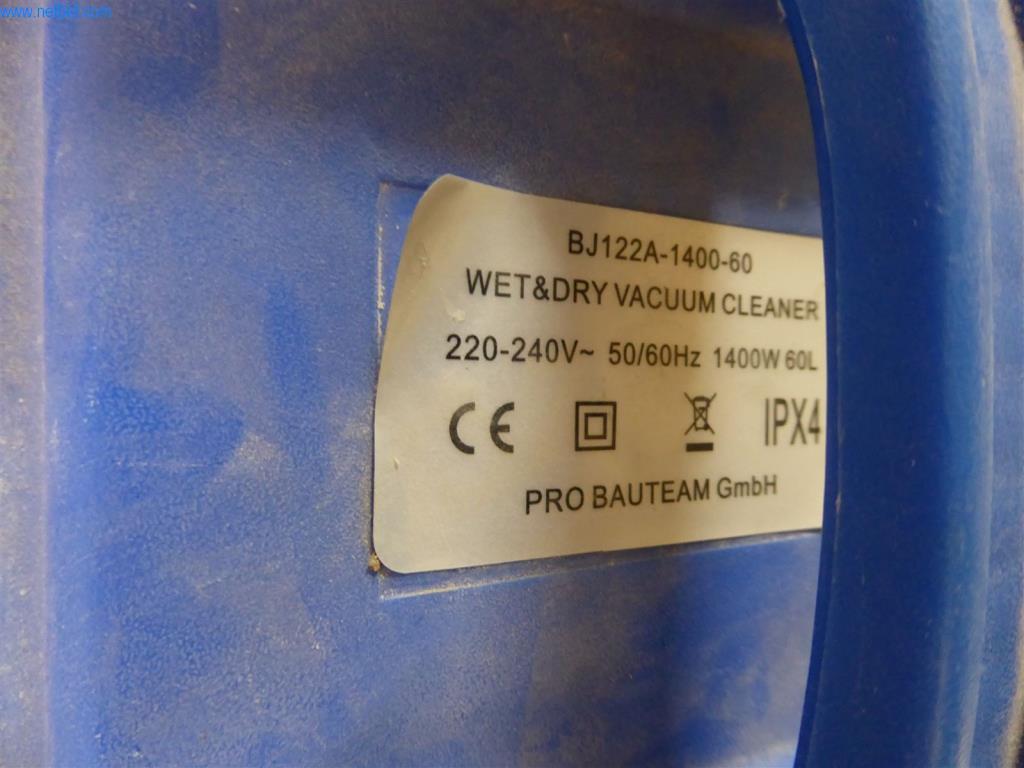 www.netbid.com
BJ122A-1400-60
WET&DRY VACUUM CLEANER
220-240V~ 50/60Hz 1400W 60L
CE IPX4
PRO BAUTEAM GmbH